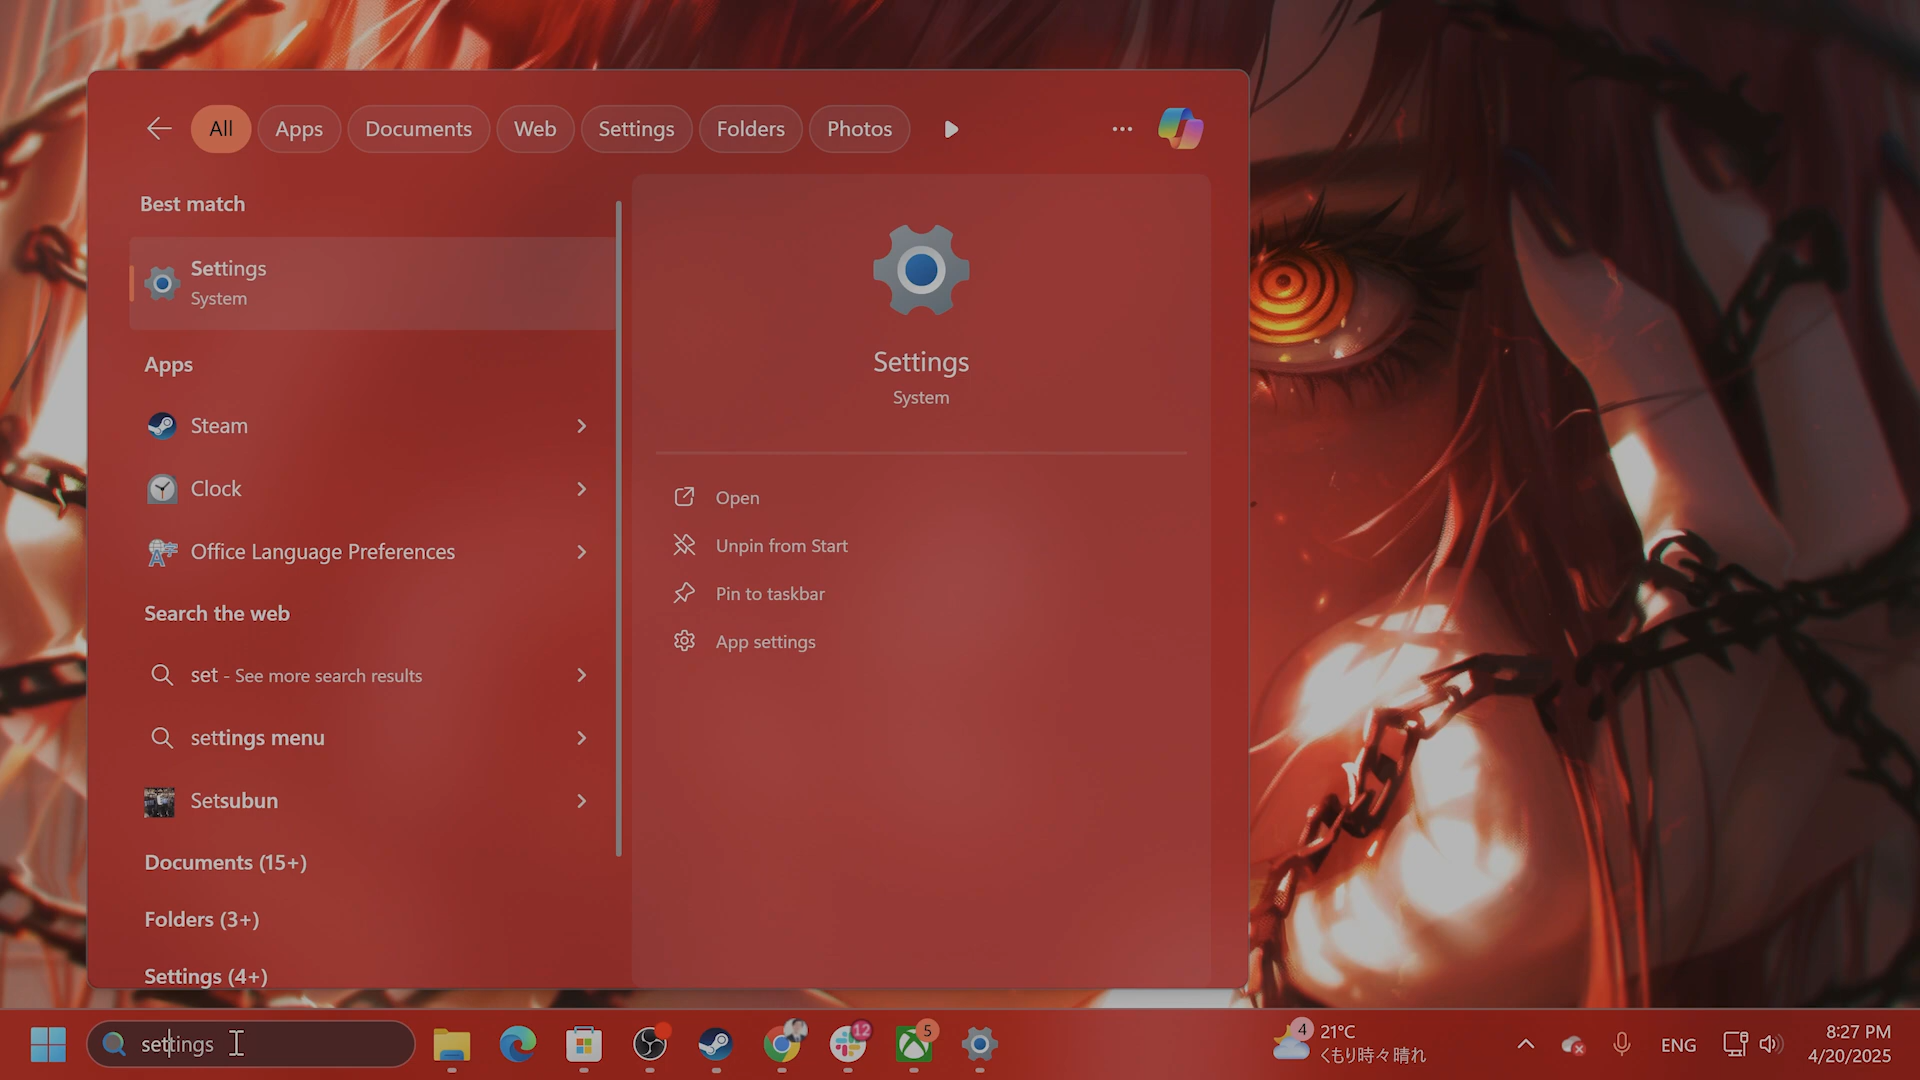 All
Apps
Documents
Web
Settings
Folders
Photos
Best match
Settings
System
Apps
Steam
Clock
Office Language Preferences
Search the web
set - See more search results
settings menu
Setsubun
Documents (15+)
Folders (3+)
Settings (4+)
Settings
System
Open
Unpin from Start
Pin to taskbar
App settings
settings
12
5
4
21°C
くもり時々晴れ
ENG
8:27 PM
4/20/2025